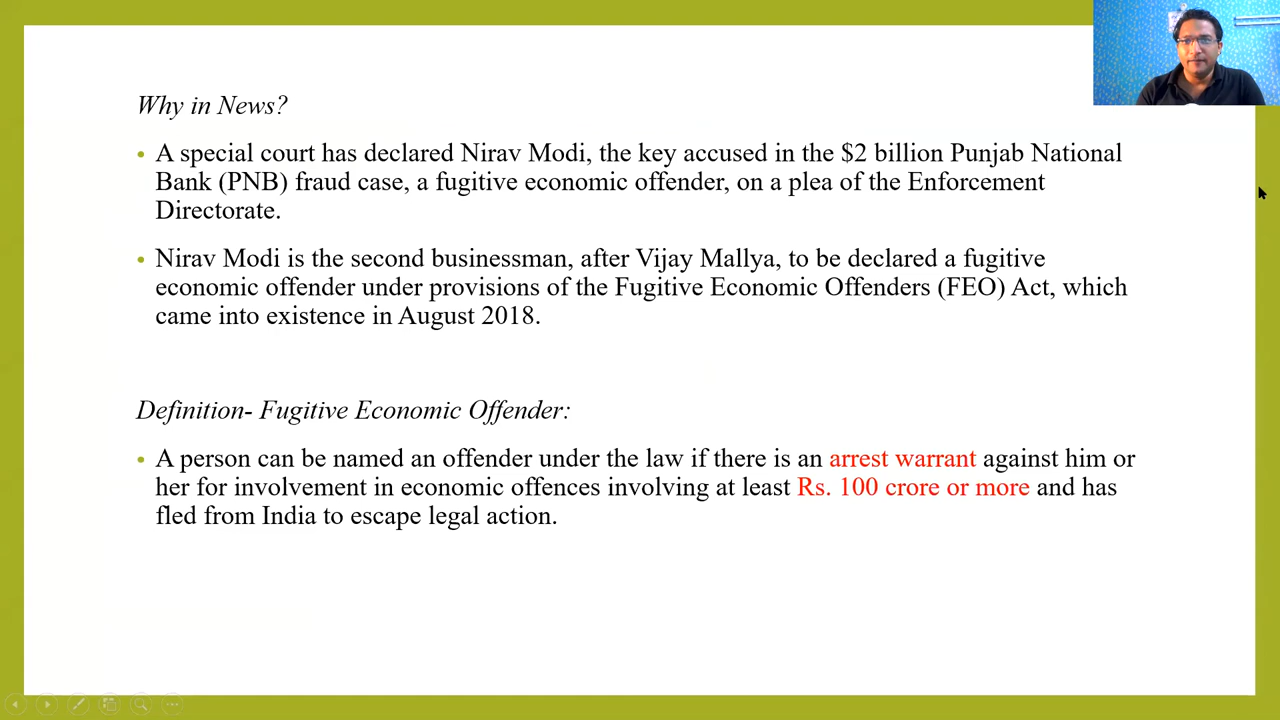 Why in News?
• A special court has declared Nirav Modi, the key accused in the $2 billion Punjab National
Bank (PNB) fraud case, a fugitive economic offender, on a plea of the Enforcement
Directorate.
• Nirav Modi is the second businessman, after Vijay Mallya, to be declared a fugitive
economic offender under provisions of the Fugitive Economic Offenders (FEO) Act, which
came into existence in August 2018.
Definition- Fugitive Economic Offender:
• A person can be named an offender under the law if there is an arrest warrant against him or
her for involvement in economic offences involving at least Rs. 100 crore or more and has
fled from India to escape legal action.